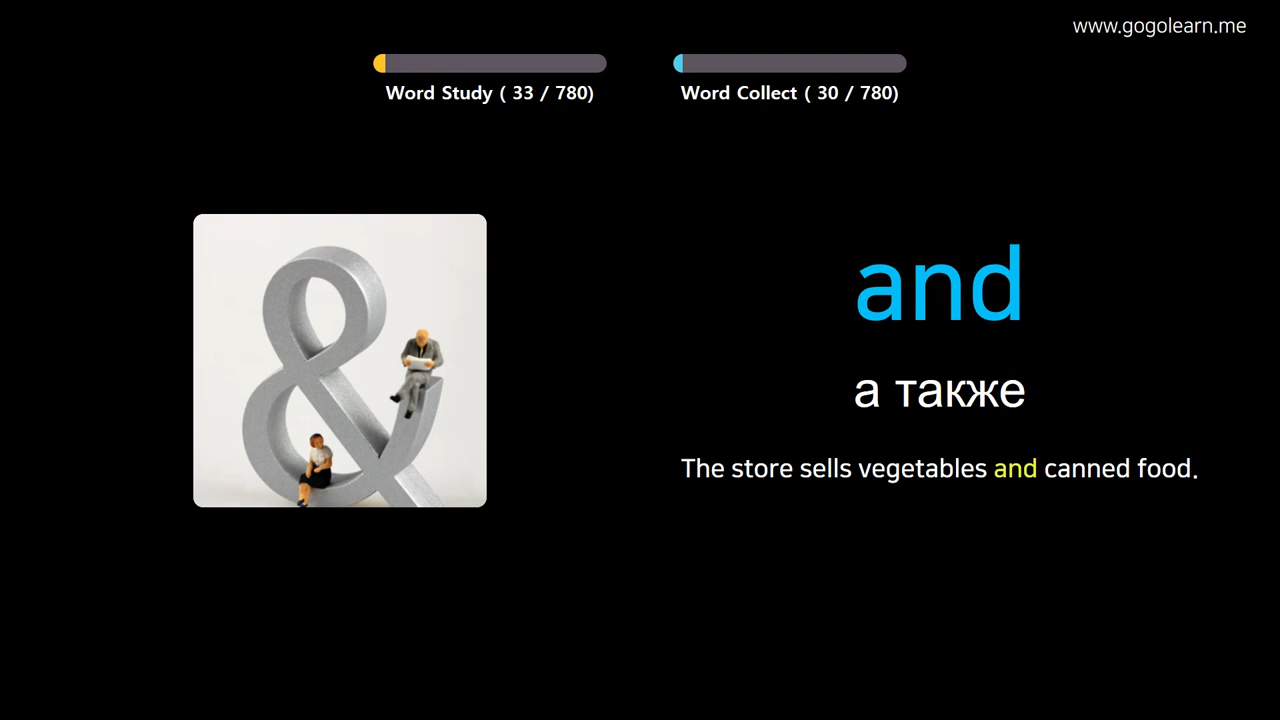 www.gogolearn.me
Word Study ( 33 / 780)
Word Collect ( 30 / 780)
&
and
а также
The store sells vegetables and canned food.